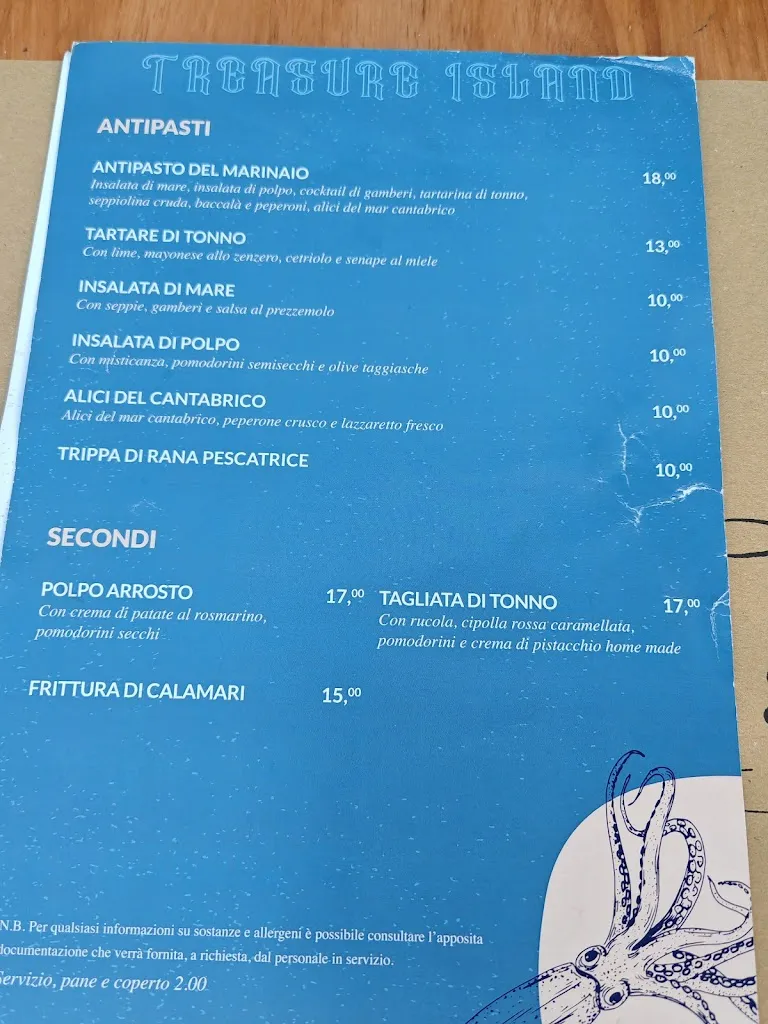 TREASURE ISLAND
ANTIPASTI
ANTIPASTO DEL MARINAIO 18,00
Insalata di mare, insalata di polpo, cocktail di gamberi, tartarina di tonno,
seppiolina cruda, baccalà e peperoni, alici del mar cantabrico
TARTARE DI TONNO 13,00
Con lime, mayonese allo zenzero, cetriolo e senape al miele
INSALATA DI MARE 10,00
Con seppie, gamberi e salsa al prezzemolo
INSALATA DI POLPO 10,00
Con misticanza, pomodorini semisecchi e olive taggiasche
ALICI DEL CANTABRICO 10,00
Alici del mar cantabrico, peperone crusco e lazzaretto fresco
TRIPPA DI RANA PESCATRICE 10,00
SECONDI
POLPO ARROSTO 17,00
Con crema di patate al rosmarino,
pomodorini secchi
TAGLIATA DI TONNO 17,00
Con rucola, cipolla rossa caramellata,
pomodorini e crema di pistacchio home made
FRITTURA DI CALAMARI 15,00
N.B. Per qualsiasi informazioni su sostanze e allergeni è possibile consultare l'apposita
documentazione che verrà fornita, a richiesta, dal personale in servizio.
Servizio, pane e coperto 2.00